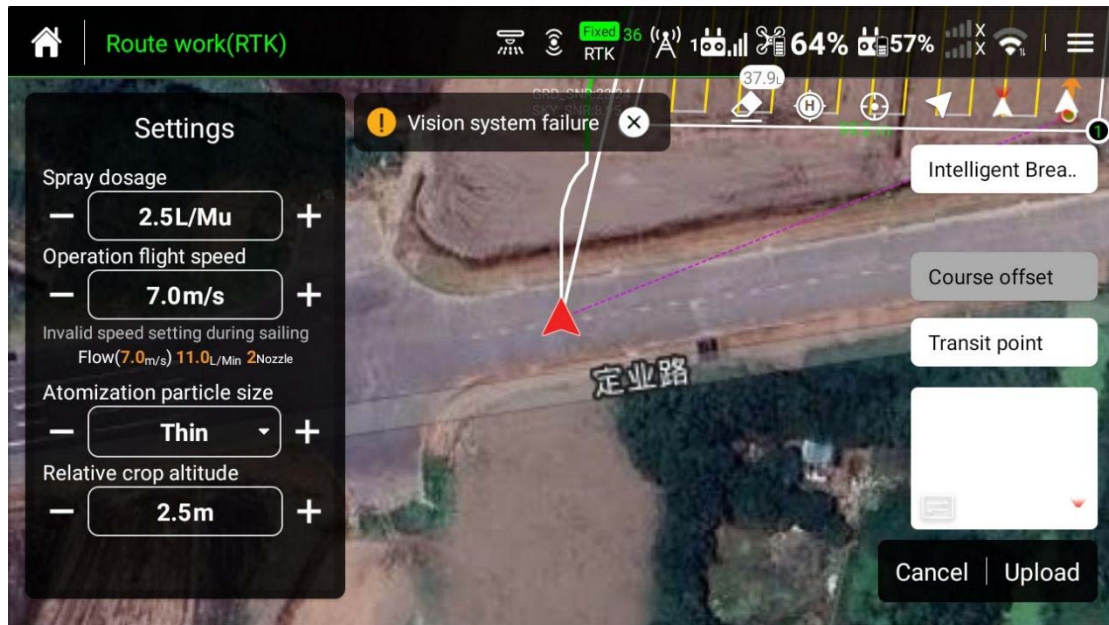 Route work(RTK)
Fixed 36
RTK
1
64%
57%
X
X
37.9L
Settings
Vision system failure
Intelligent Brea..
Spray dosage
2.5L/Mu
Operation flight speed
7.0m/s
Invalid speed setting during sailing
Flow(7.0m/s) 11.0L/Min 2Nozzle
Atomization particle size
Thin
Relative crop altitude
2.5m
H
1
Course offset
Transit point
定业路
Cancel | Upload